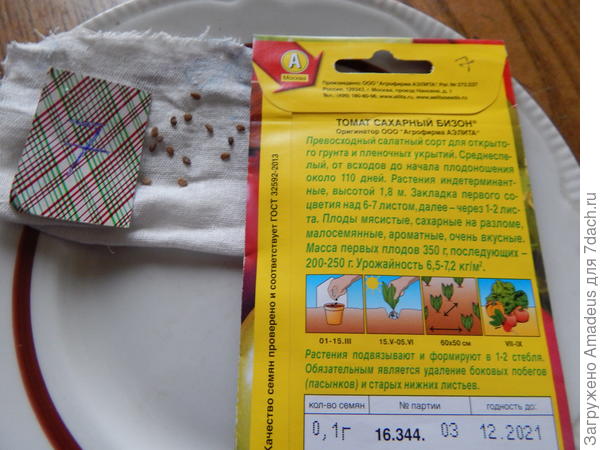 7
7
А
Москва
Произведено ООО "Агрофирма АЭЛИТА"
ТОМАТ САХАРНЫЙ БИЗОН®
Оригинатор ООО "Агрофирма АЭЛИТА"
Превосходный салатный сорт для открыто-
го грунта и пленочных укрытий. Среднеспе-
лый, от всходов до начала плодоношения
около 110 дней. Растения индетерминант-
ные, высотой 1,8 м. Закладка первого со-
цветия над 6-7 листом, далее – через 1-2 лис-
та. Плоды мясистые, сахарные на разломе,
малосемянные, ароматные, очень вкусные.
Масса первых плодов 350 г, последующих –
200-250 г. Урожайность 6,5-7,2 кг/м².
01-15.III 15.V-05.VI 60x50 см VII-IX
Растения подвязывают и формируют в 1-2 стебля.
Обязательным является удаление боковых побегов
(пасынков) и старых нижних листьев.
кол-во семян № партии годность до:
0,1г 16.344. 03 12.2021
Качество семян проверено и соответствует ГОСТ 32592-2013
Загружено Amadeus для 7dach.ru